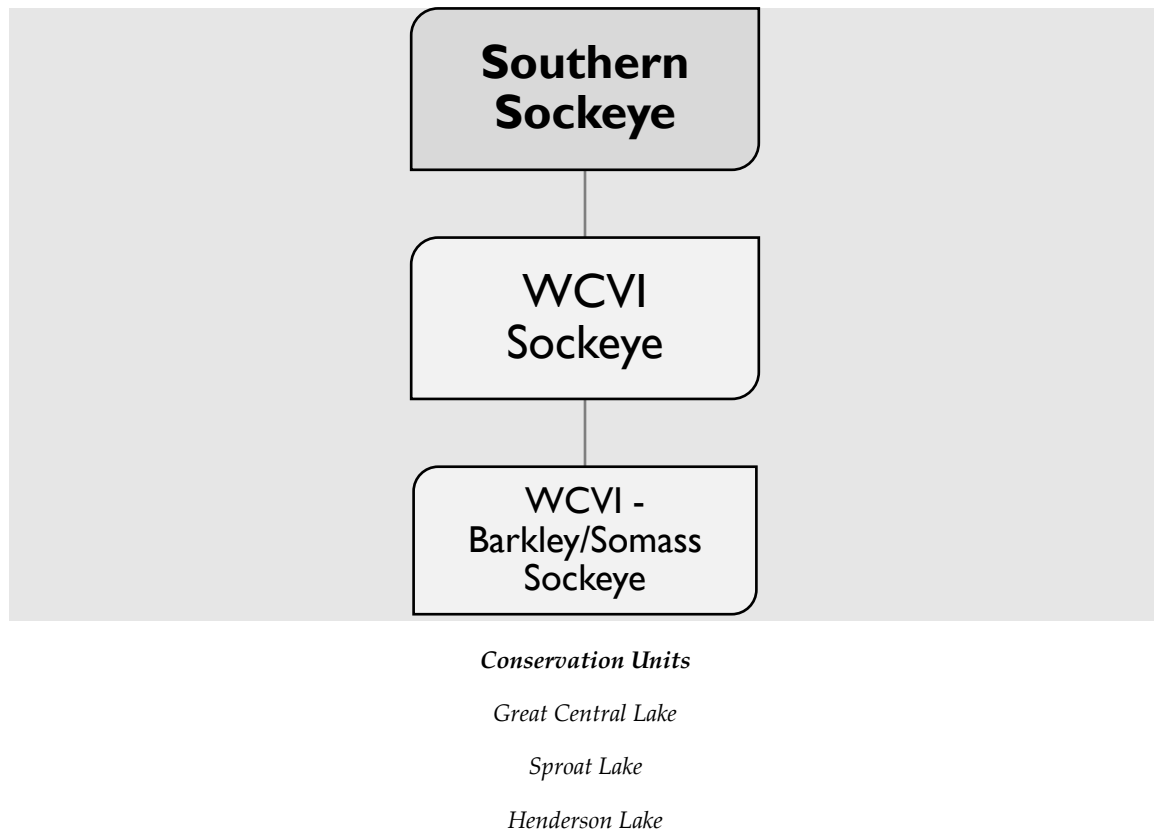 Southern
Sockeye
WCVI
Sockeye
WCVI -
Barkley/Somass
Sockeye
Conservation Units
Great Central Lake
Sproat Lake
Henderson Lake